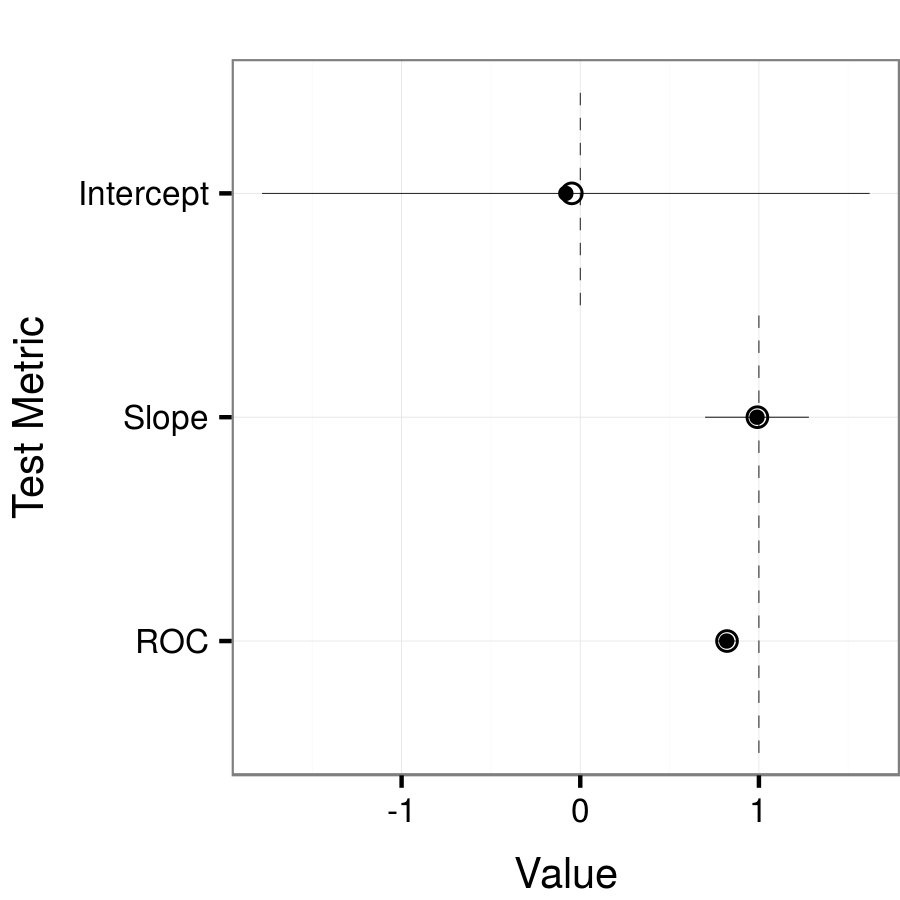 Test Metric
Intercept
Slope
ROC
-1 0 1
Value